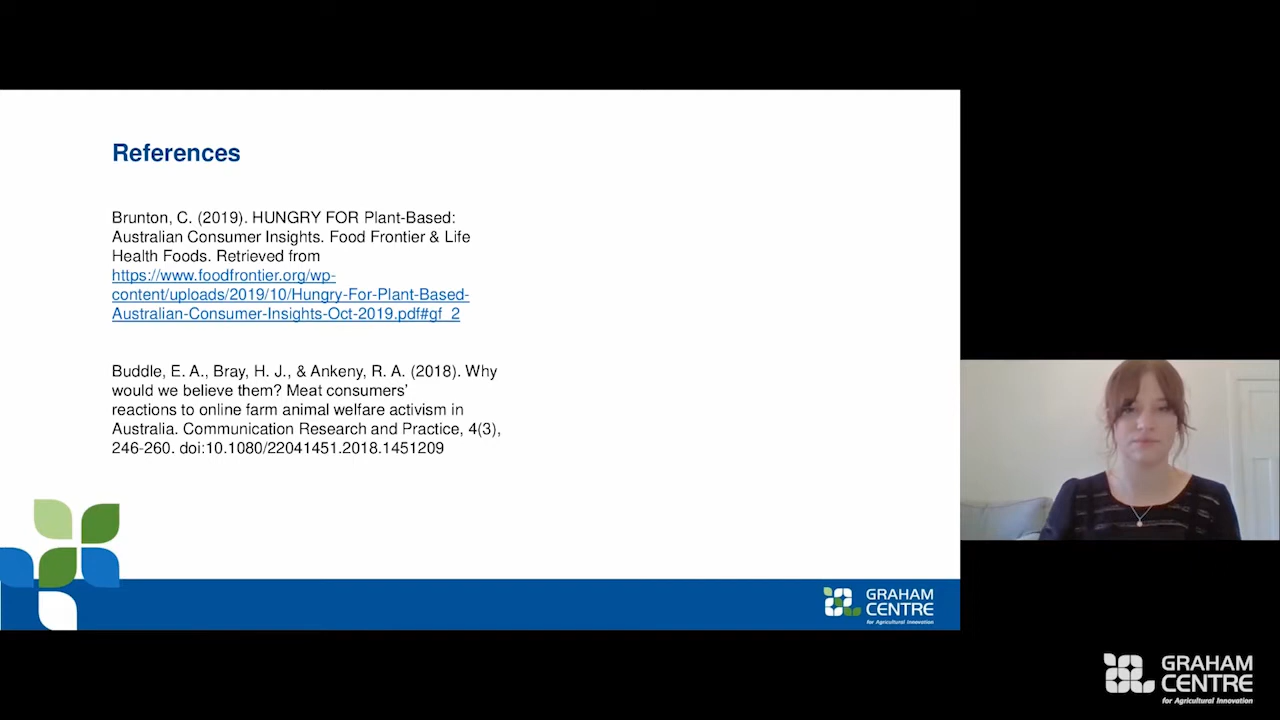 References
Brunton, C. (2019). HUNGRY FOR Plant-Based:
Australian Consumer Insights. Food Frontier & Life
Health Foods. Retrieved from
https://www.foodfrontier.org/wp-
content/uploads/2019/10/Hungry-For-Plant-Based-
Australian-Consumer-Insights-Oct-2019.pdf#gf_2
Buddle, E. A., Bray, H. J., & Ankeny, R. A. (2018). Why
would we believe them? Meat consumers'
reactions to online farm animal welfare activism in
Australia. Communication Research and Practice, 4(3),
246-260. doi:10.1080/22041451.2018.1451209
GRAHAM
CENTRE
for Agricultural Innovation
GRAHAM
CENTRE
for Agricultural Innovation